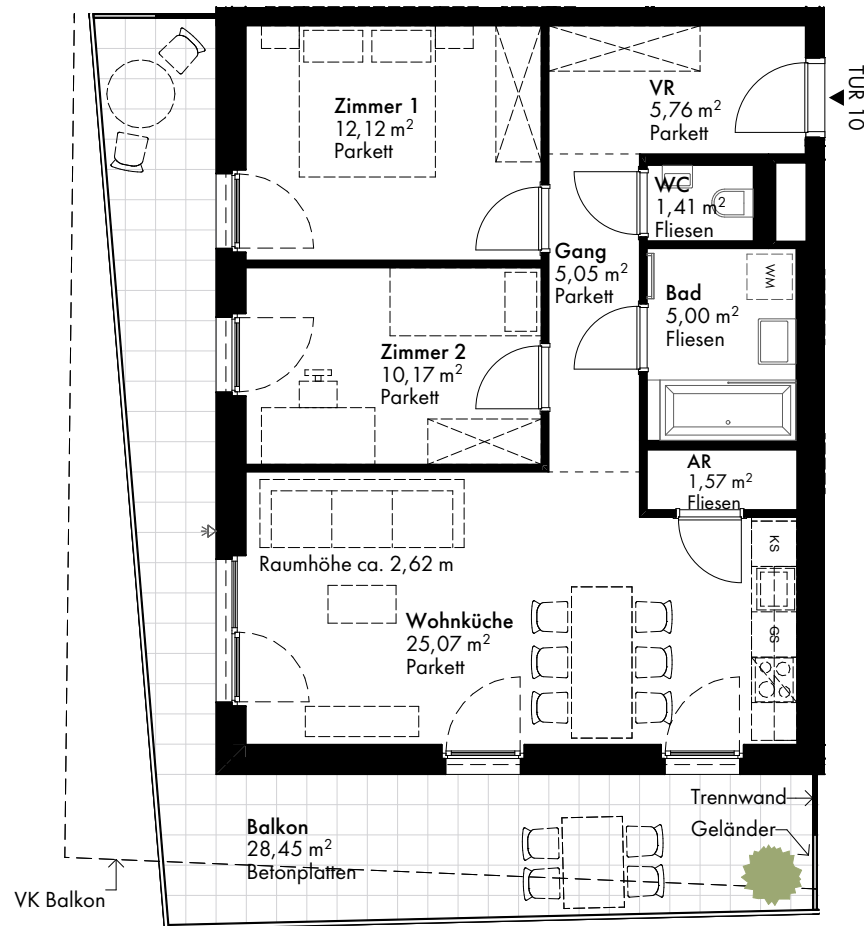 Zimmer 1
12,12 m²
Parkett
VR
5,76 m²
Parkett
TÜR 10
WC
1,41 m²
Fliesen
Gang
5,05 m²
Parkett
WM
Bad
5,00 m²
Fliesen
Zimmer 2
10,17 m²
Parkett
AR
1,57 m²
Fliesen
KS
Raumhöhe ca. 2,62 m
GS
Wohnküche
25,07 m²
Parkett
Trennwand
Geländer
Balkon
28,45 m²
Betonplatten
VK Balkon